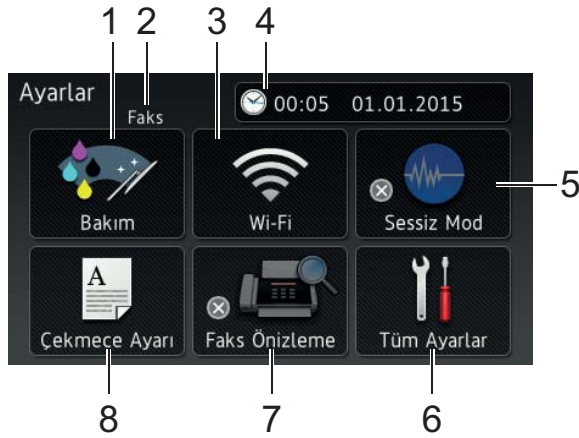 1 2 3 4
Ayarlar
Faks
00:05 01.01.2015
Bakım Wi-Fi Sessiz Mod
5
A
Çekmece Ayarı Faks Önizleme Tüm Ayarlar
8 7 6